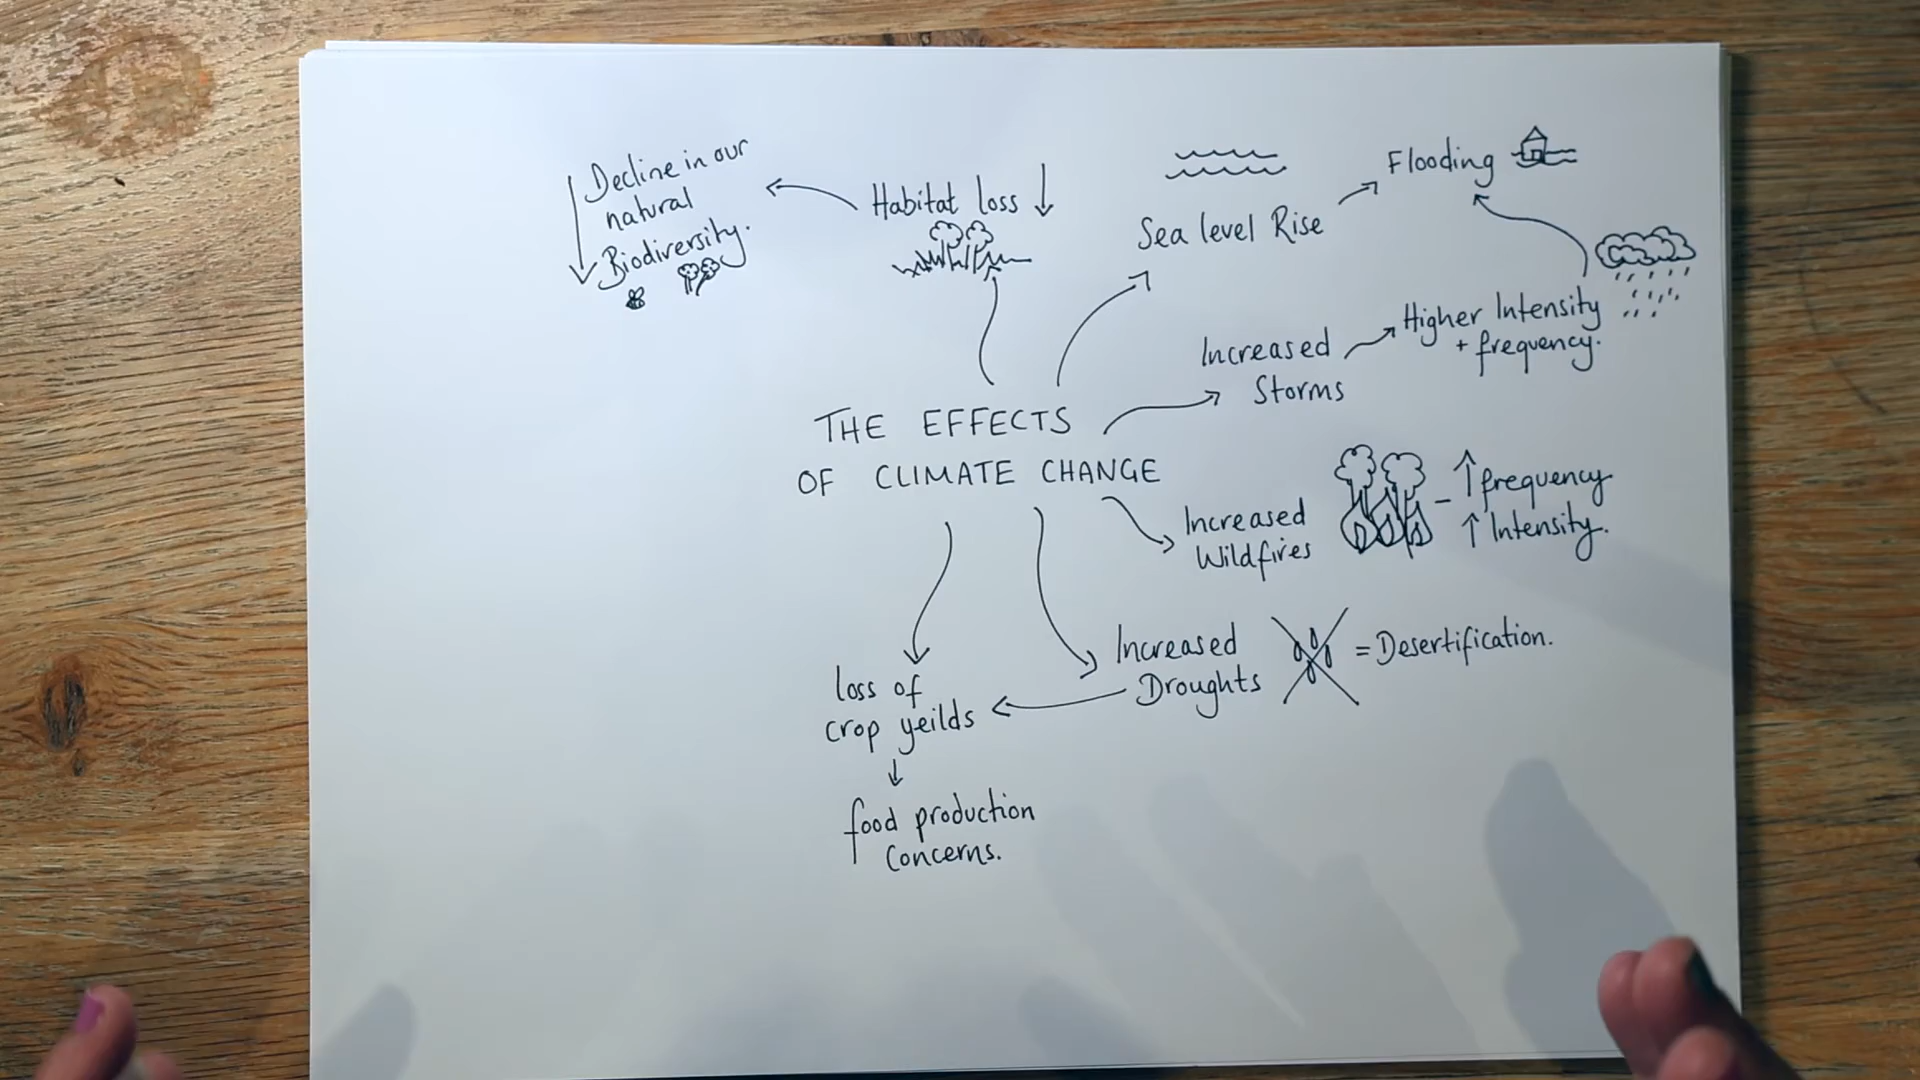 Decline in our
natural
Biodiversity.
Habitat loss
Sea level Rise
Flooding
Increased
Storms
Higher Intensity
+ frequency.
THE EFFECTS
OF CLIMATE CHANGE
Increased
Wildfires
- ↑ frequency
↑ Intensity.
Increased
Droughts
= Desertification.
loss of
crop yeilds
food production
Concerns.